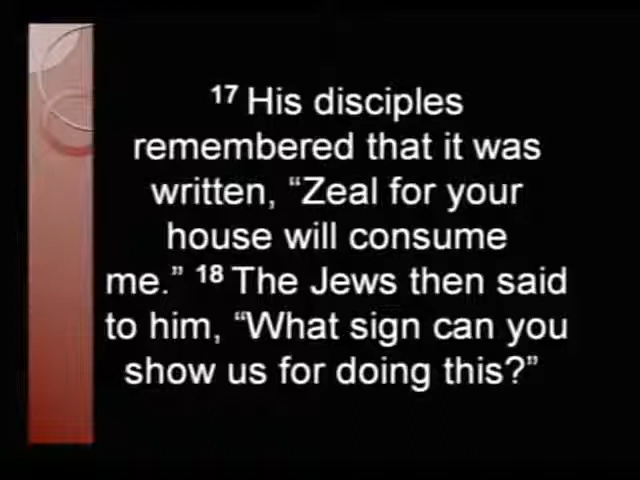 17 His disciples
remembered that it was
written, “Zeal for your
house will consume
me.” 18 The Jews then said
to him, “What sign can you
show us for doing this?”